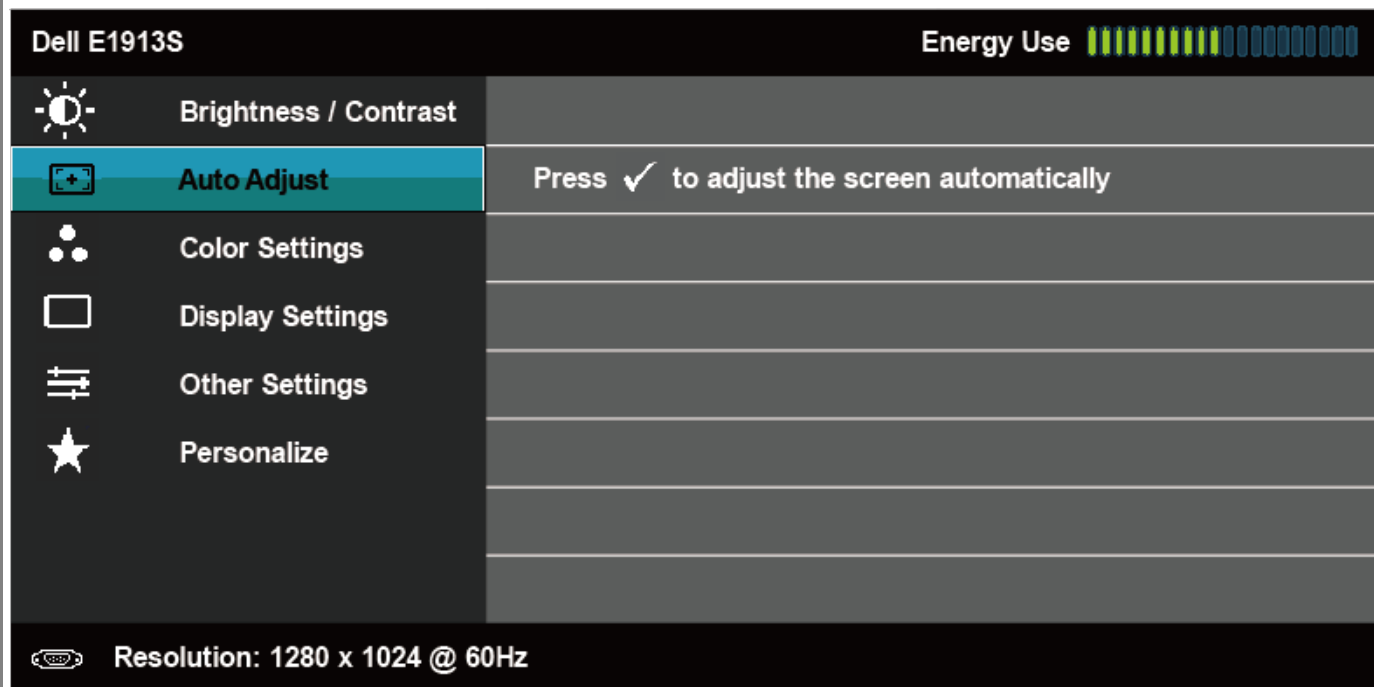 Dell E1913S Energy Use
Brightness / Contrast
Auto Adjust Press ✓ to adjust the screen automatically
Color Settings
Display Settings
Other Settings
Personalize
Resolution: 1280 x 1024 @ 60Hz